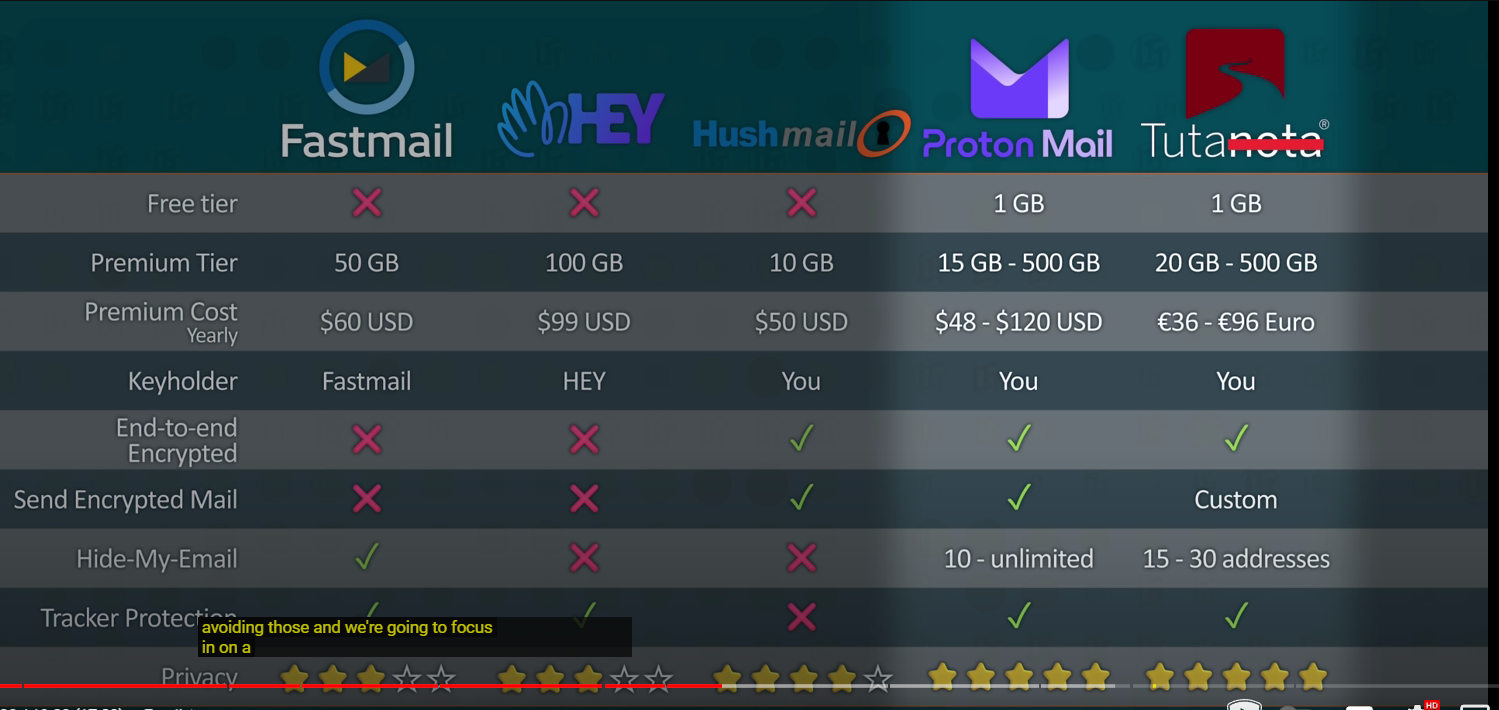 Fastmail
HEY
Hushmail
Proton Mail
Tutanota®
Free tier 1 GB 1 GB
Premium Tier 50 GB 100 GB 10 GB 15 GB - 500 GB 20 GB - 500 GB
Premium Cost $60 USD $99 USD $50 USD $48 - $120 USD €36 - €96 Euro
Yearly
Keyholder Fastmail HEY You You You
End-to-end
Encrypted
Send Encrypted Mail Custom
Hide-My-Email 10 - unlimited 15 - 30 addresses
Tracker Protection
avoiding those and we're going to focus
in on a
Privacy
HD